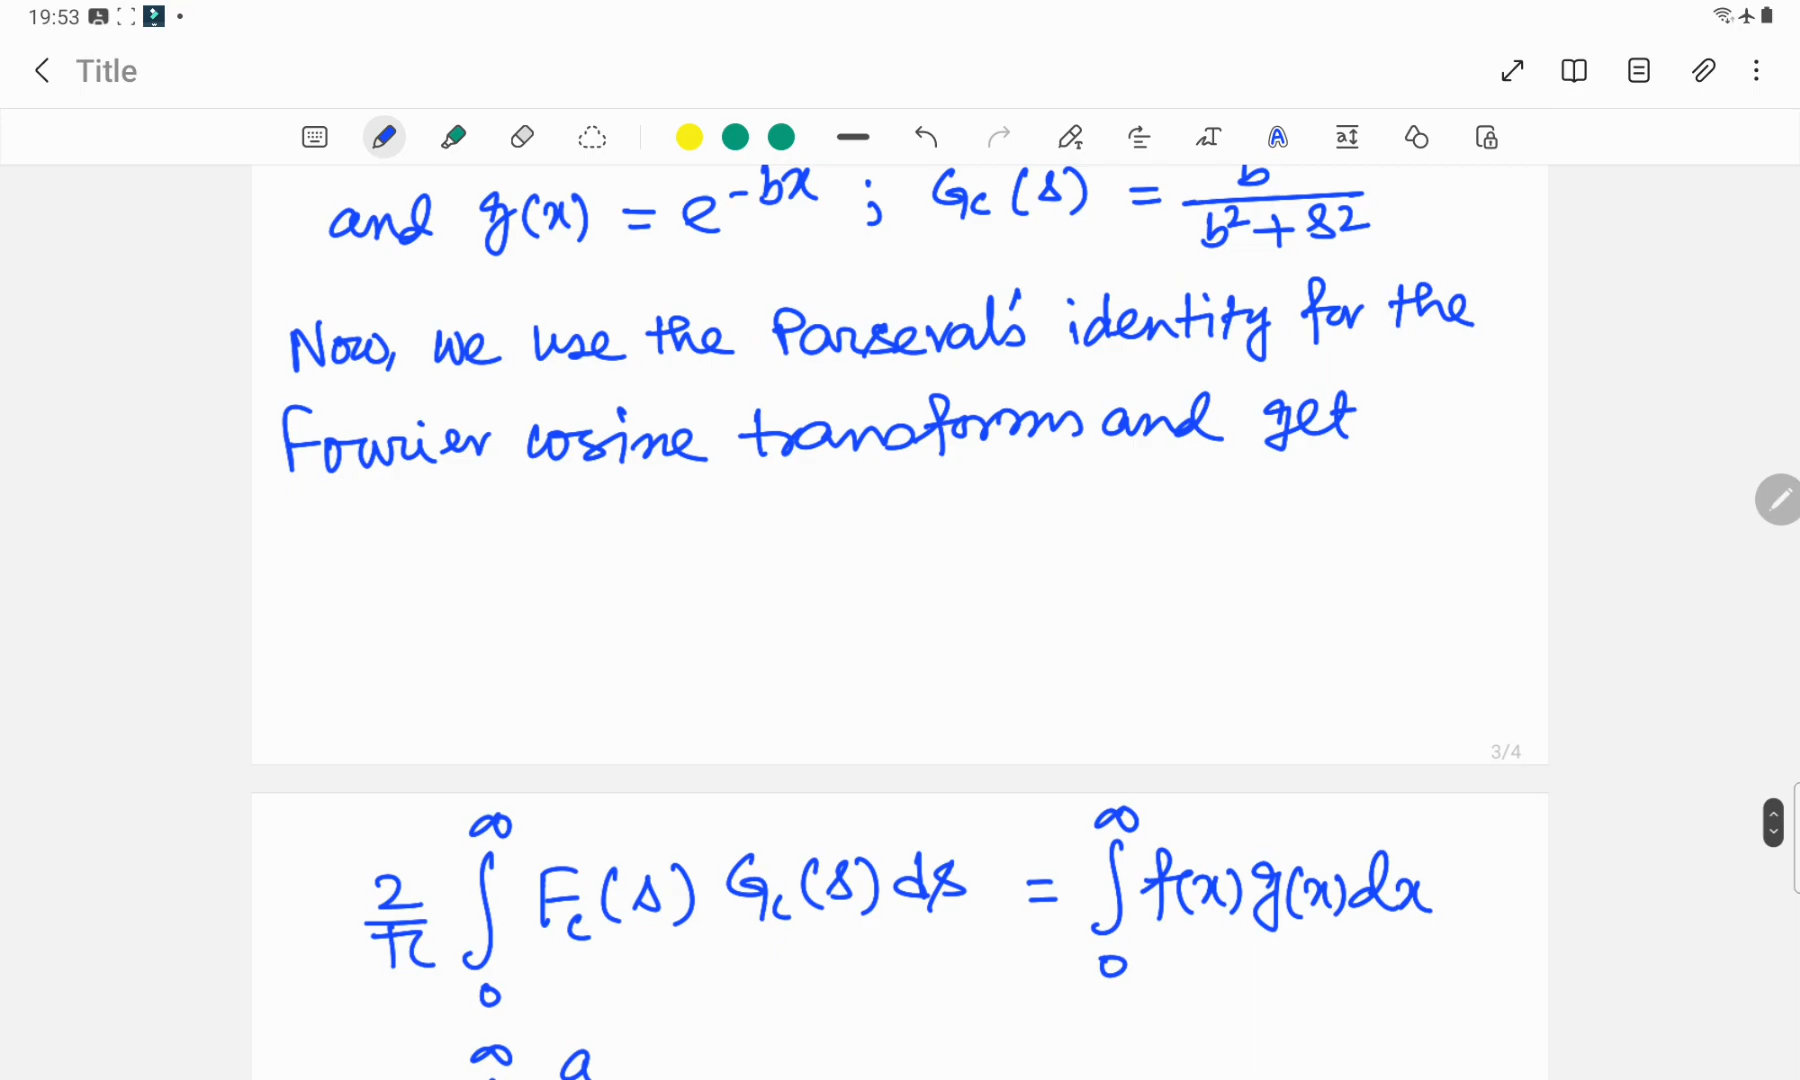 19:53
Title
and g(x) = e^{-bx} ; G_c(s) = b/(b²+s²)
Now, we use the Parseval's identity for the
Fourier cosine transforms and get
3/4
2/π ∫_0^∞ F_c(s) G_c(s) ds = ∫_0^∞ f(x) g(x) dx
∞ a